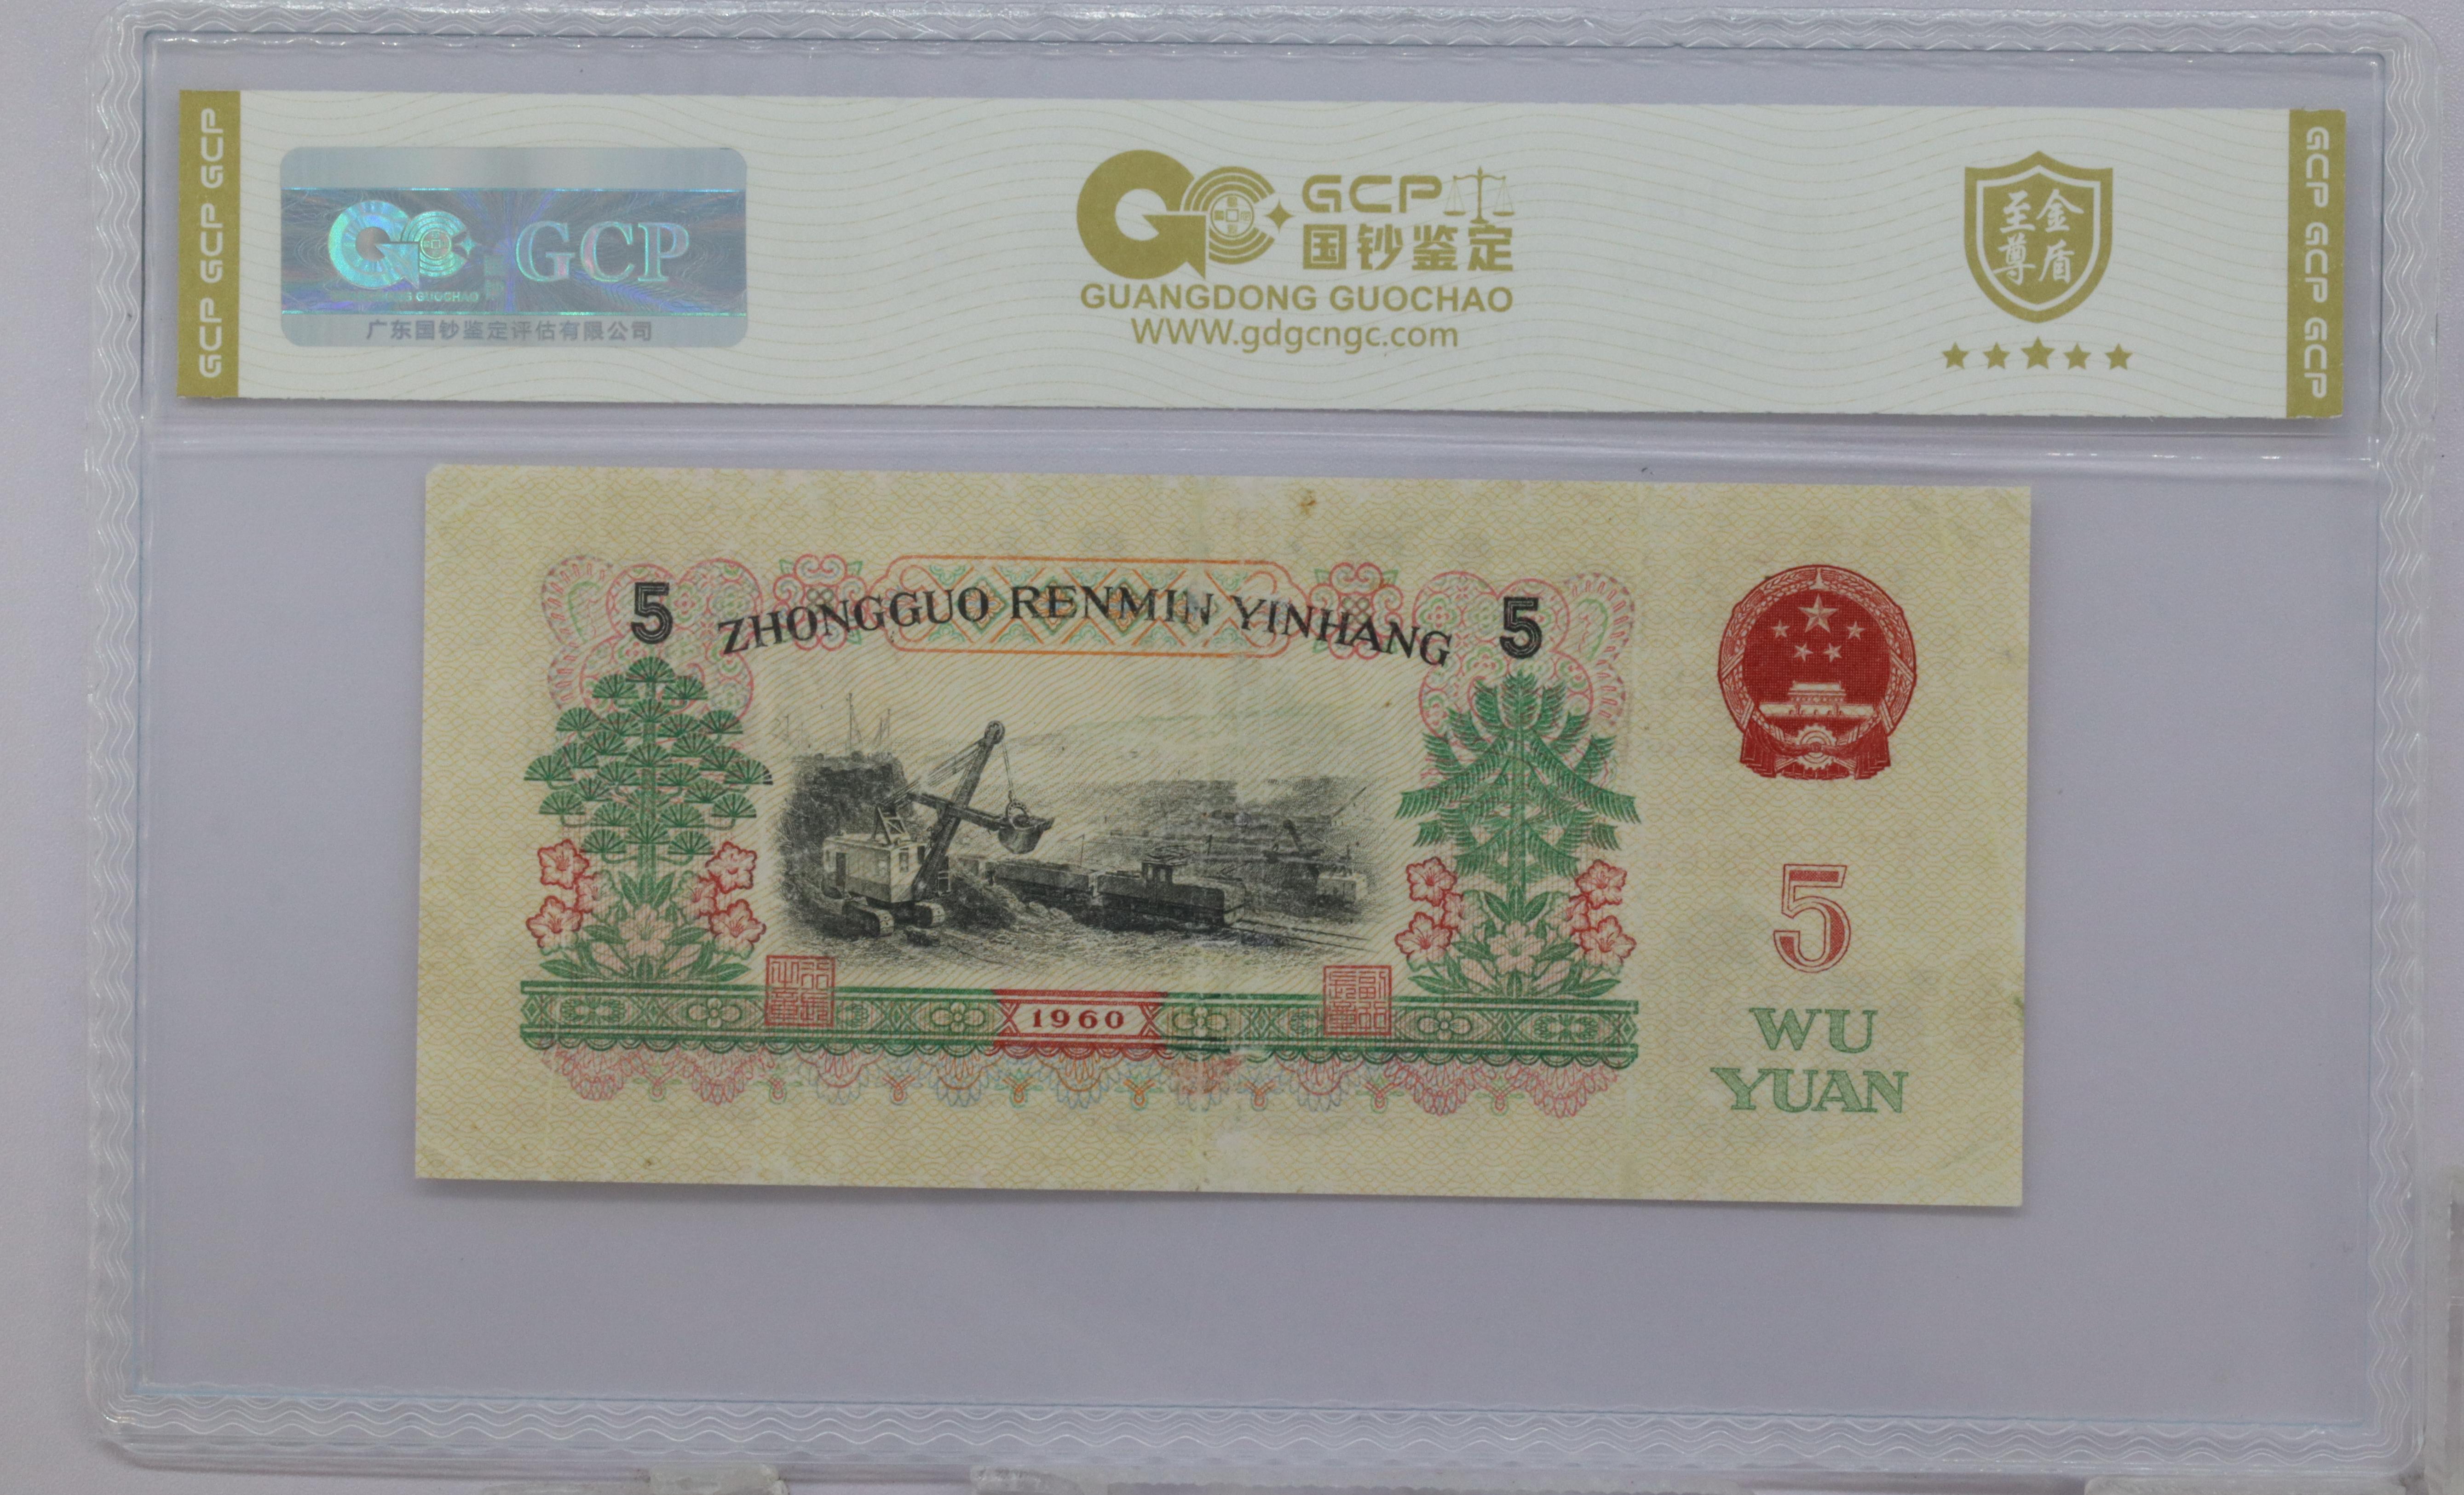 GCP GCP GCP
GCP
GUOCHAO
广东国钞鉴定评估有限公司
GCP
国钞鉴定
GUANGDONG GUOCHAO
WWW.gdgcngc.com
至尊
金盾
GCP GCP GCP
5 ZHONGGUO RENMIN YINHANG 5
1960
5
WU
YUAN